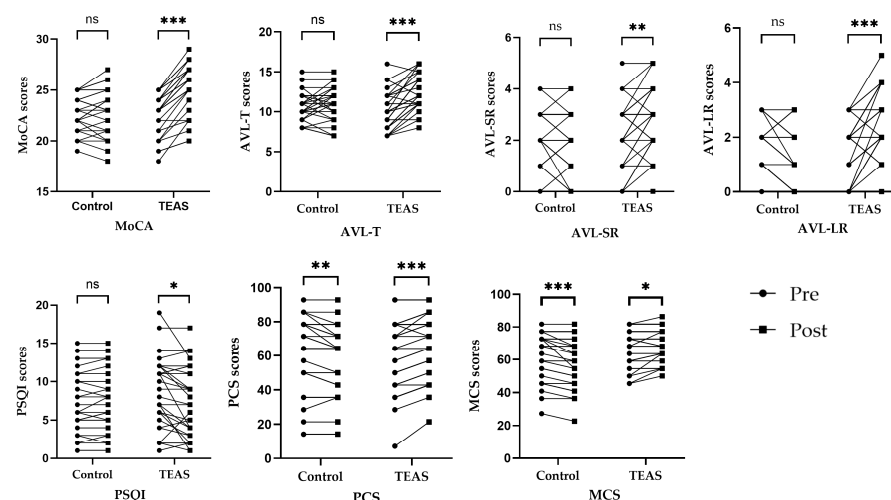 ns
***
MoCA scores
30
25
20
15
Control
TEAS
MoCA
ns
***
AVL-T scores
20
15
10
5
0
Control
TEAS
AVL-T
ns
**
AVL-SR scores
6
4
2
0
Control
TEAS
AVL-SR
ns
***
AVL-LR scores
6
4
2
0
Control
TEAS
AVL-LR
ns
*
PSQI scores
20
15
10
5
0
Control
TEAS
PSQI
**
***
PCS scores
100
80
60
40
20
0
Control
TEAS
PCS
***
*
MCS scores
100
80
60
40
20
0
Control
TEAS
MCS
Pre
Post